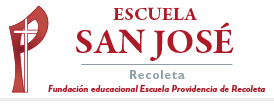 ESCUELA
SAN JOSÉ
Recoleta
Fundación educacional Escuela Providencia de Recoleta